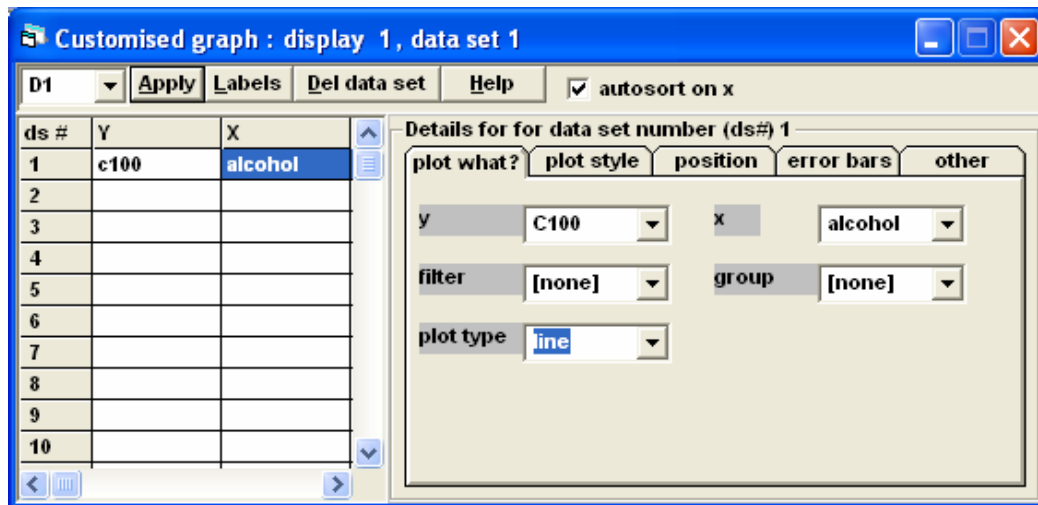 Customised graph : display 1, data set 1
D1 Apply Labels Del data set Help autosort on x
ds # Y X
1 c100 alcohol
2
3
4
5
6
7
8
9
10
Details for for data set number (ds#) 1
plot what? plot style position error bars other
y C100 x alcohol
filter [none] group [none]
plot type line